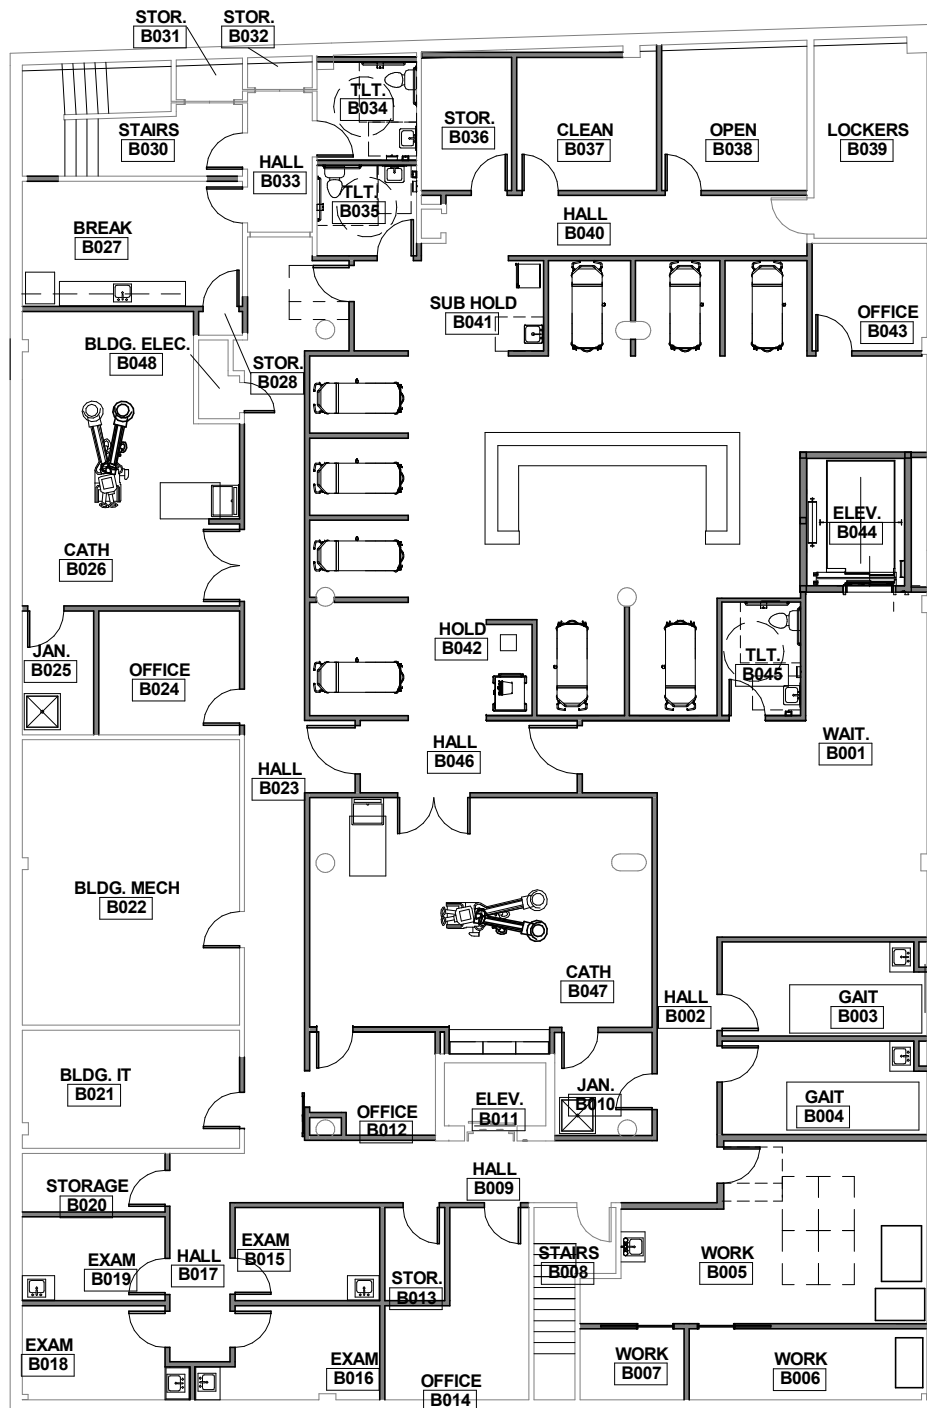 STOR.
B031
STOR.
B032
TLT.
B034
STAIRS
B030
HALL
B033
STOR.
B036
CLEAN
B037
OPEN
B038
LOCKERS
B039
TLT.
B035
BREAK
B027
HALL
B040
SUB HOLD
B041
OFFICE
B043
BLDG. ELEC.
B048
STOR.
B028
ELEV.
B044
CATH
B026
JAN.
B025
OFFICE
B024
HOLD
B042
TLT.
B045
WAIT.
B001
HALL
B023
HALL
B046
BLDG. MECH
B022
CATH
B047
HALL
B002
GAIT
B003
BLDG. IT
B021
OFFICE
B012
ELEV.
B011
JAN.
B010
GAIT
B004
STORAGE
B020
HALL
B009
EXAM
B019
HALL
B017
EXAM
B015
STOR.
B013
STAIRS
B008
WORK
B005
EXAM
B018
EXAM
B016
OFFICE
B014
WORK
B007
WORK
B006